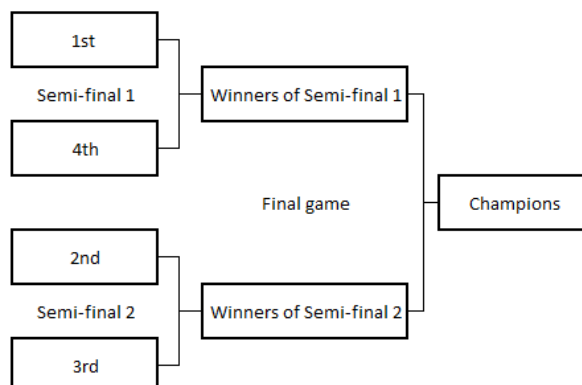 1st
Semi-final 1
4th
Winners of Semi-final 1
Final game
Champions
2nd
Semi-final 2
3rd
Winners of Semi-final 2